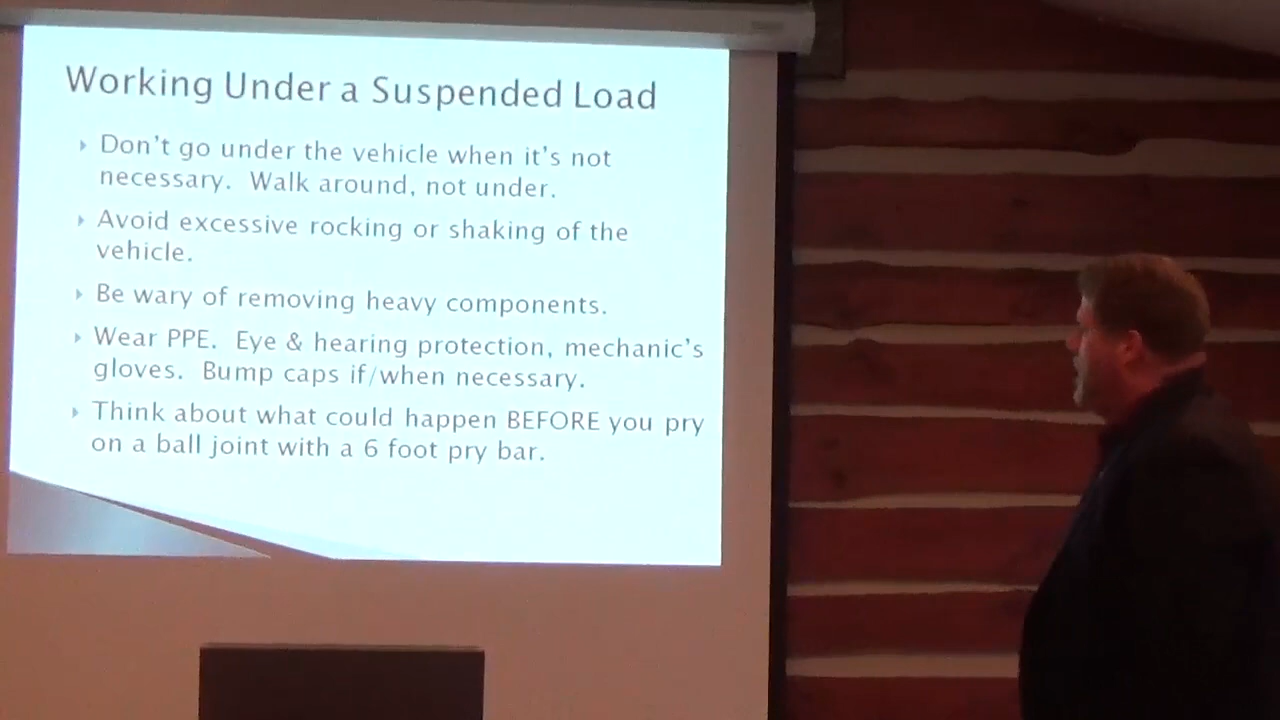 Working Under a Suspended Load
Don't go under the vehicle when it's not
necessary.  Walk around, not under.
Avoid excessive rocking or shaking of the
vehicle.
Be wary of removing heavy components.
Wear PPE.  Eye & hearing protection, mechanic's
gloves.  Bump caps if/when necessary.
Think about what could happen BEFORE you pry
on a ball joint with a 6 foot pry bar.